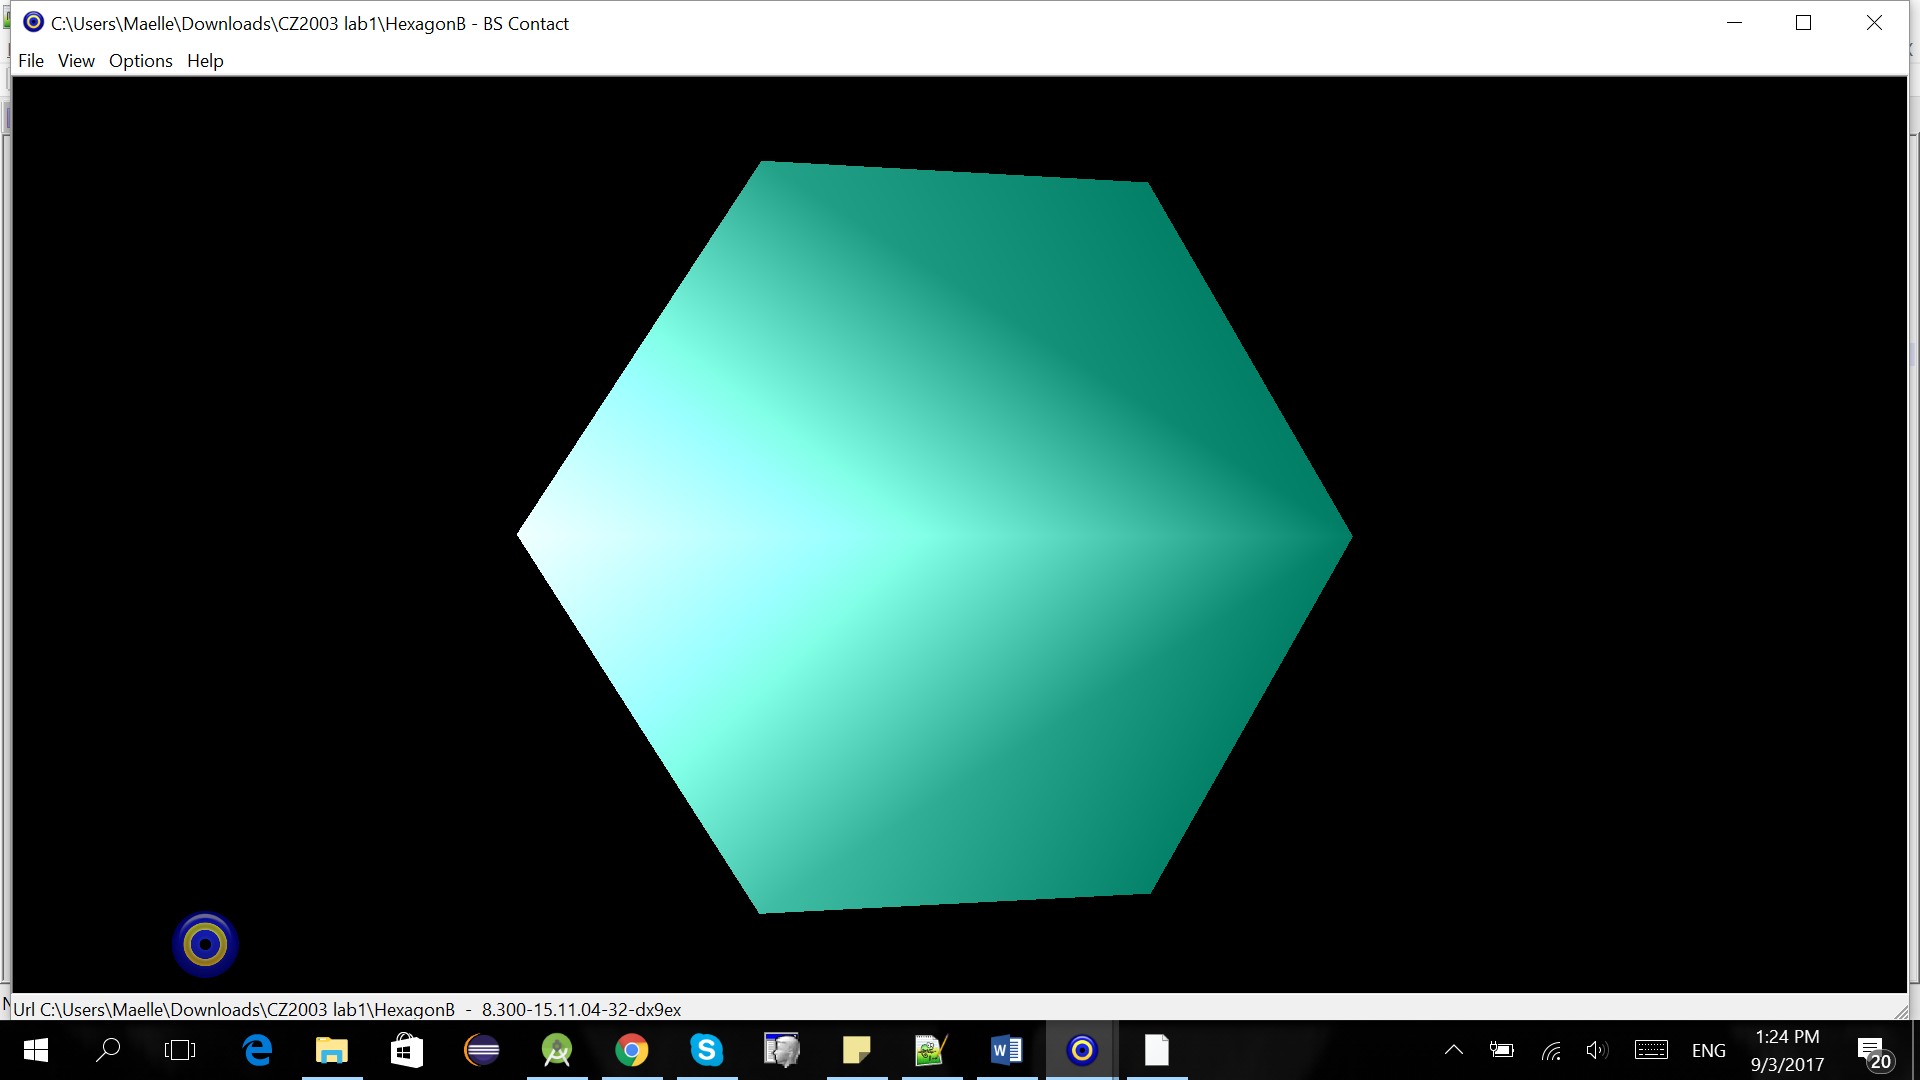 C:\Users\Maelle\Downloads\CZ2003 lab1\HexagonB - BS Contact
File View Options Help
Url C:\Users\Maelle\Downloads\CZ2003 lab1\HexagonB - 8.300-15.11.04-32-dx9ex
ENG
1:24 PM
9/3/2017
20